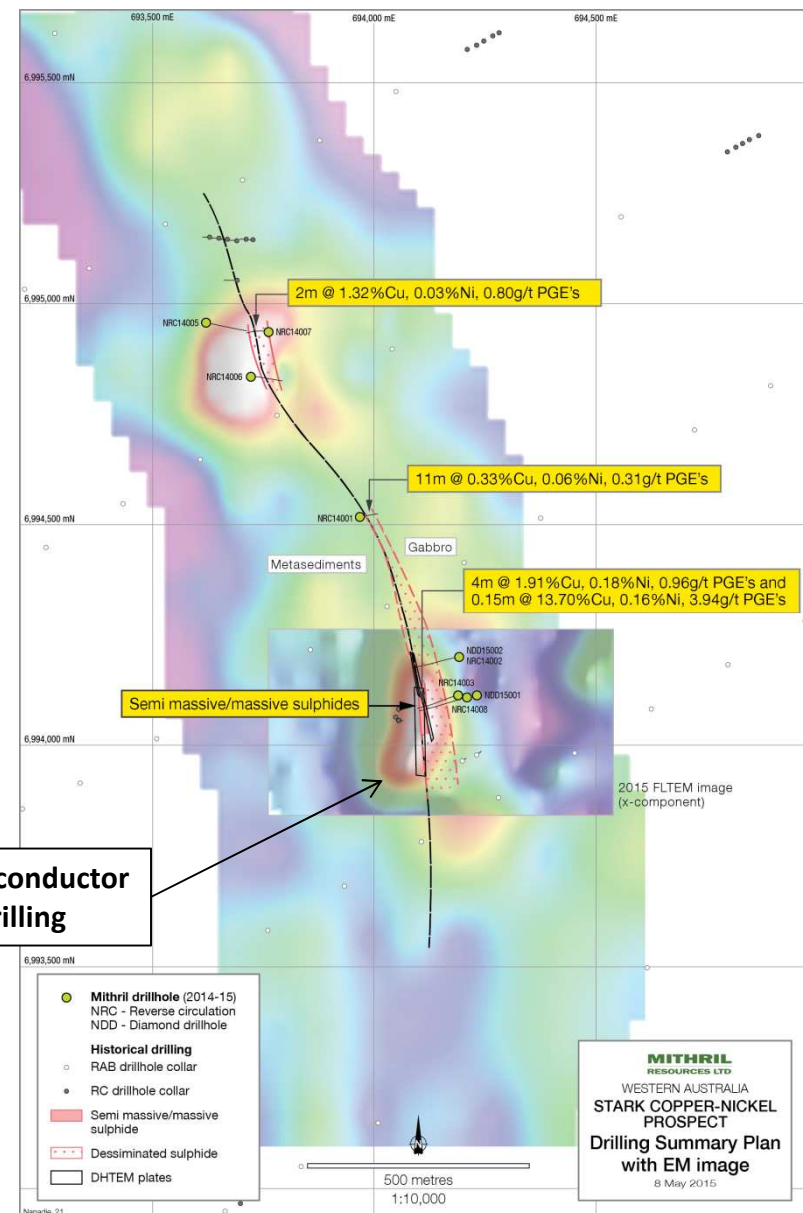 693,500 mE
694,000 mE
694,500 mE
6,995,500 mN
6,995,000 mN
2m @ 1.32%Cu, 0.03%Ni, 0.80g/t PGE's
NRC14005
NRC14007
NRC14006
11m @ 0.33%Cu, 0.06%Ni, 0.31g/t PGE's
6,994,500 mN
NRC14001
Gabbro
Metasediments
4m @ 1.91%Cu, 0.18%Ni, 0.96g/t PGE's and
0.15m @ 13.70%Cu, 0.16%Ni, 3.94g/t PGE's
NDD15002
NRC14002
NRC14003
NDD15001
Semi massive/massive sulphides
NRC14008
6,994,000 mN
2015 FLTEM image
(x-component)
conductor
rilling
6,993,500 mN
Mithril drillhole (2014-15)
NRC - Reverse circulation
NDD - Diamond drillhole
Historical drilling
RAB drillhole collar
RC drillhole collar
Semi massive/massive
sulphide
Dessiminated sulphide
DHTEM plates
500 metres
1:10,000
MITHRIL
RESOURCES LTD
WESTERN AUSTRALIA
STARK COPPER-NICKEL
PROSPECT
Drilling Summary Plan
with EM image
8 May 2015